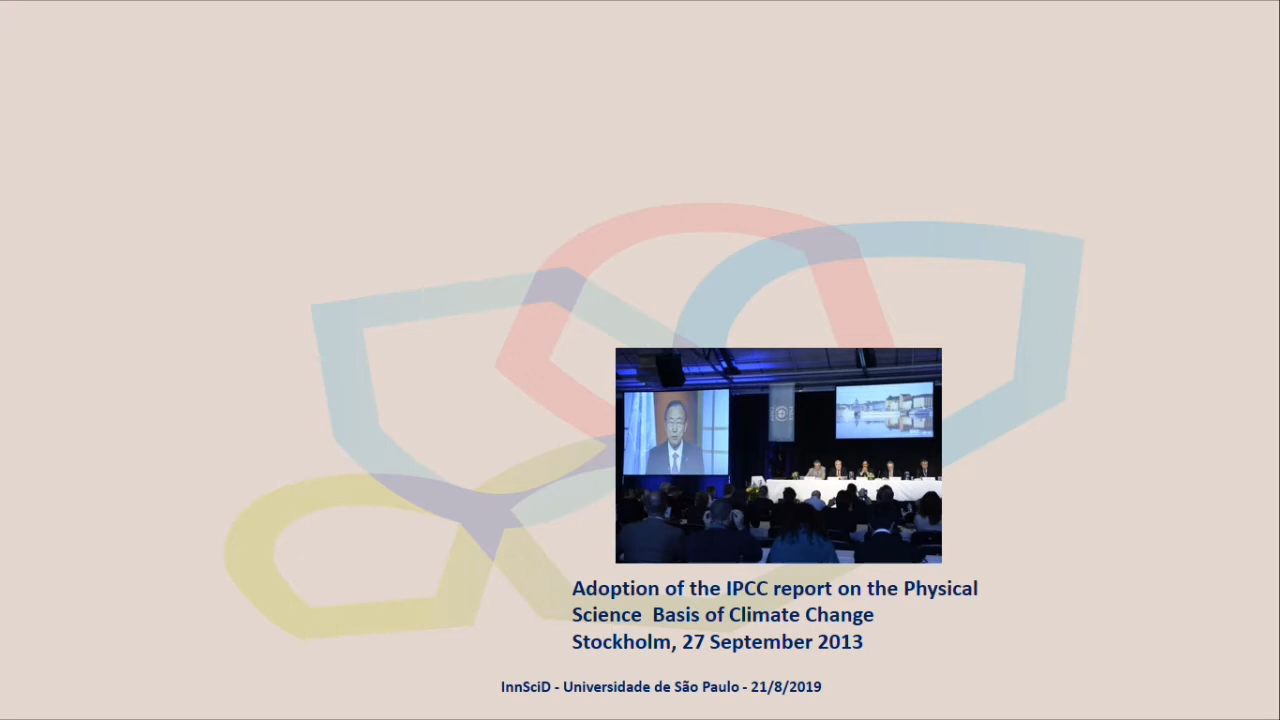 Adoption of the IPCC report on the Physical
Science Basis of Climate Change
Stockholm, 27 September 2013
InnSciD - Universidade de São Paulo - 21/8/2019